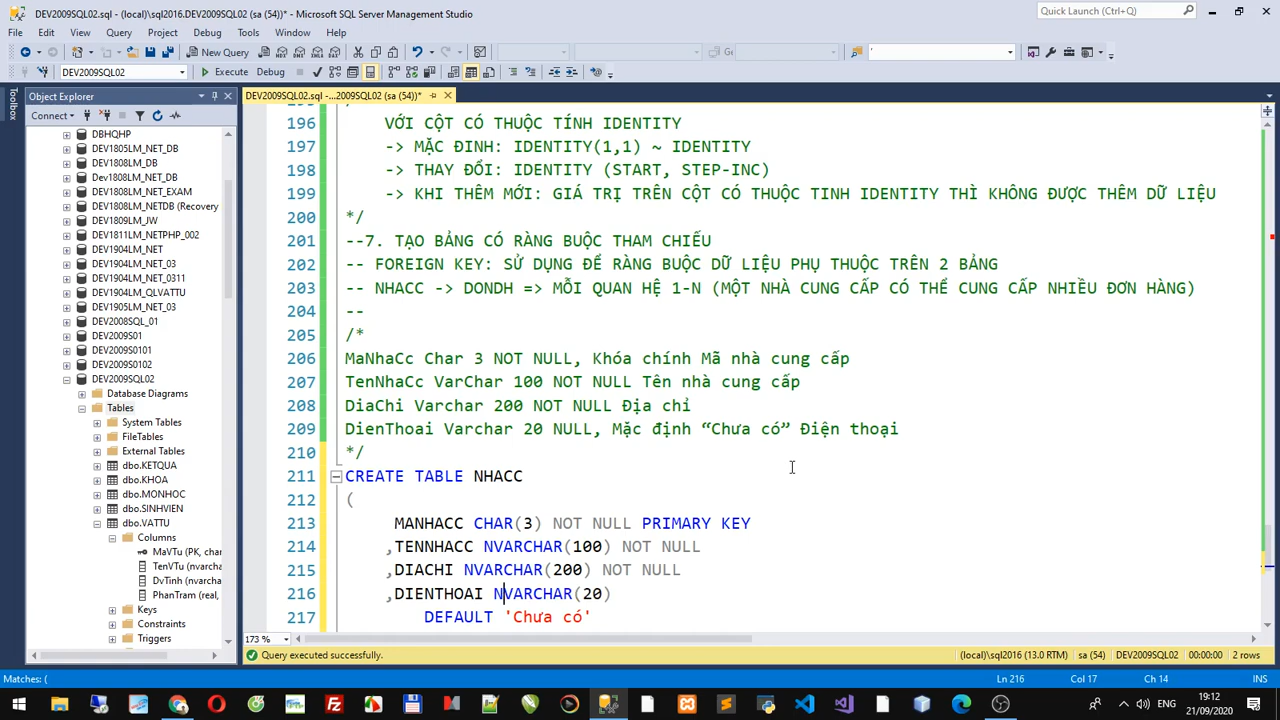 DEV2009SQL02.sql - (local)\sql2016.DEV2009SQL02 (sa (54))* - Microsoft SQL Server Management Studio
Quick Launch (Ctrl+Q)
File Edit View Query Project Debug Tools Window Help
New Query
DEV2009SQL02
Execute Debug
Toolbox
Object Explorer
Connect
DBHQHP
DEV1805LM_NET_DB
DEV1808LM_DB
Dev1808LM_NET_DB
DEV1808LM_NET_EXAM
DEV1808LM_NETDB (Recovery
DEV1809LM_JW
DEV1811LM_NETPHP_002
DEV1904LM_NET
DEV1904LM_NET_03
DEV1904LM_NET_0311
DEV1904LM_QLVATTU
DEV1905LM_NET_03
DEV2008SQL_01
DEV2009S01
DEV2009S0101
DEV2009S0102
DEV2009SQL02
Database Diagrams
Tables
System Tables
FileTables
External Tables
dbo.KETQUA
dbo.KHOA
dbo.MONHOC
dbo.SINHVIEN
dbo.VATTU
Columns
MaVTu (PK, char
TenVTu (nvarcha
DvTinh (nvarcha
PhanTram (real,
Keys
Constraints
Triggers
DEV2009SQL02.sql -...2009SQL02 (sa (54))*
196 VỚI CỘT CÓ THUỘC TÍNH IDENTITY
197 -> MẶC ĐINH: IDENTITY(1,1) ~ IDENTITY
198 -> THAY ĐỔI: IDENTITY (START, STEP-INC)
199 -> KHI THÊM MỚI: GIÁ TRỊ TRÊN CỘT CÓ THUỘC TINH IDENTITY THÌ KHÔNG ĐƯỢC THÊM DỮ LIỆU
200 */
201 --7. TẠO BẢNG CÓ RÀNG BUỘC THAM CHIẾU
202 -- FOREIGN KEY: SỬ DỤNG ĐỂ RÀNG BUỘC DỮ LIỆU PHỤ THUỘC TRÊN 2 BẢNG
203 -- NHACC -> DONDH => MỖI QUAN HỆ 1-N (MỘT NHÀ CUNG CẤP CÓ THỂ CUNG CẤP NHIỀU ĐƠN HÀNG)
204 --
205 /*
206 MaNhaCc Char 3 NOT NULL, Khóa chính Mã nhà cung cấp
207 TenNhaCc VarChar 100 NOT NULL Tên nhà cung cấp
208 DiaChi Varchar 200 NOT NULL Địa chỉ
209 DienThoai Varchar 20 NULL, Mặc định “Chưa có” Điện thoại
210 */
211 CREATE TABLE NHACC
212 (
213 MANHACC CHAR(3) NOT NULL PRIMARY KEY
214 ,TENNHACC NVARCHAR(100) NOT NULL
215 ,DIACHI NVARCHAR(200) NOT NULL
216 ,DIENTHOAI NVARCHAR(20)
217 DEFAULT 'Chưa có'
173 %
Query executed successfully.
(local)\sql2016 (13.0 RTM) sa (54) DEV2009SQL02 00:00:00 2 rows
Matches: (
Ln 216 Col 17 Ch 14 INS
ENG
19:12
21/09/2020